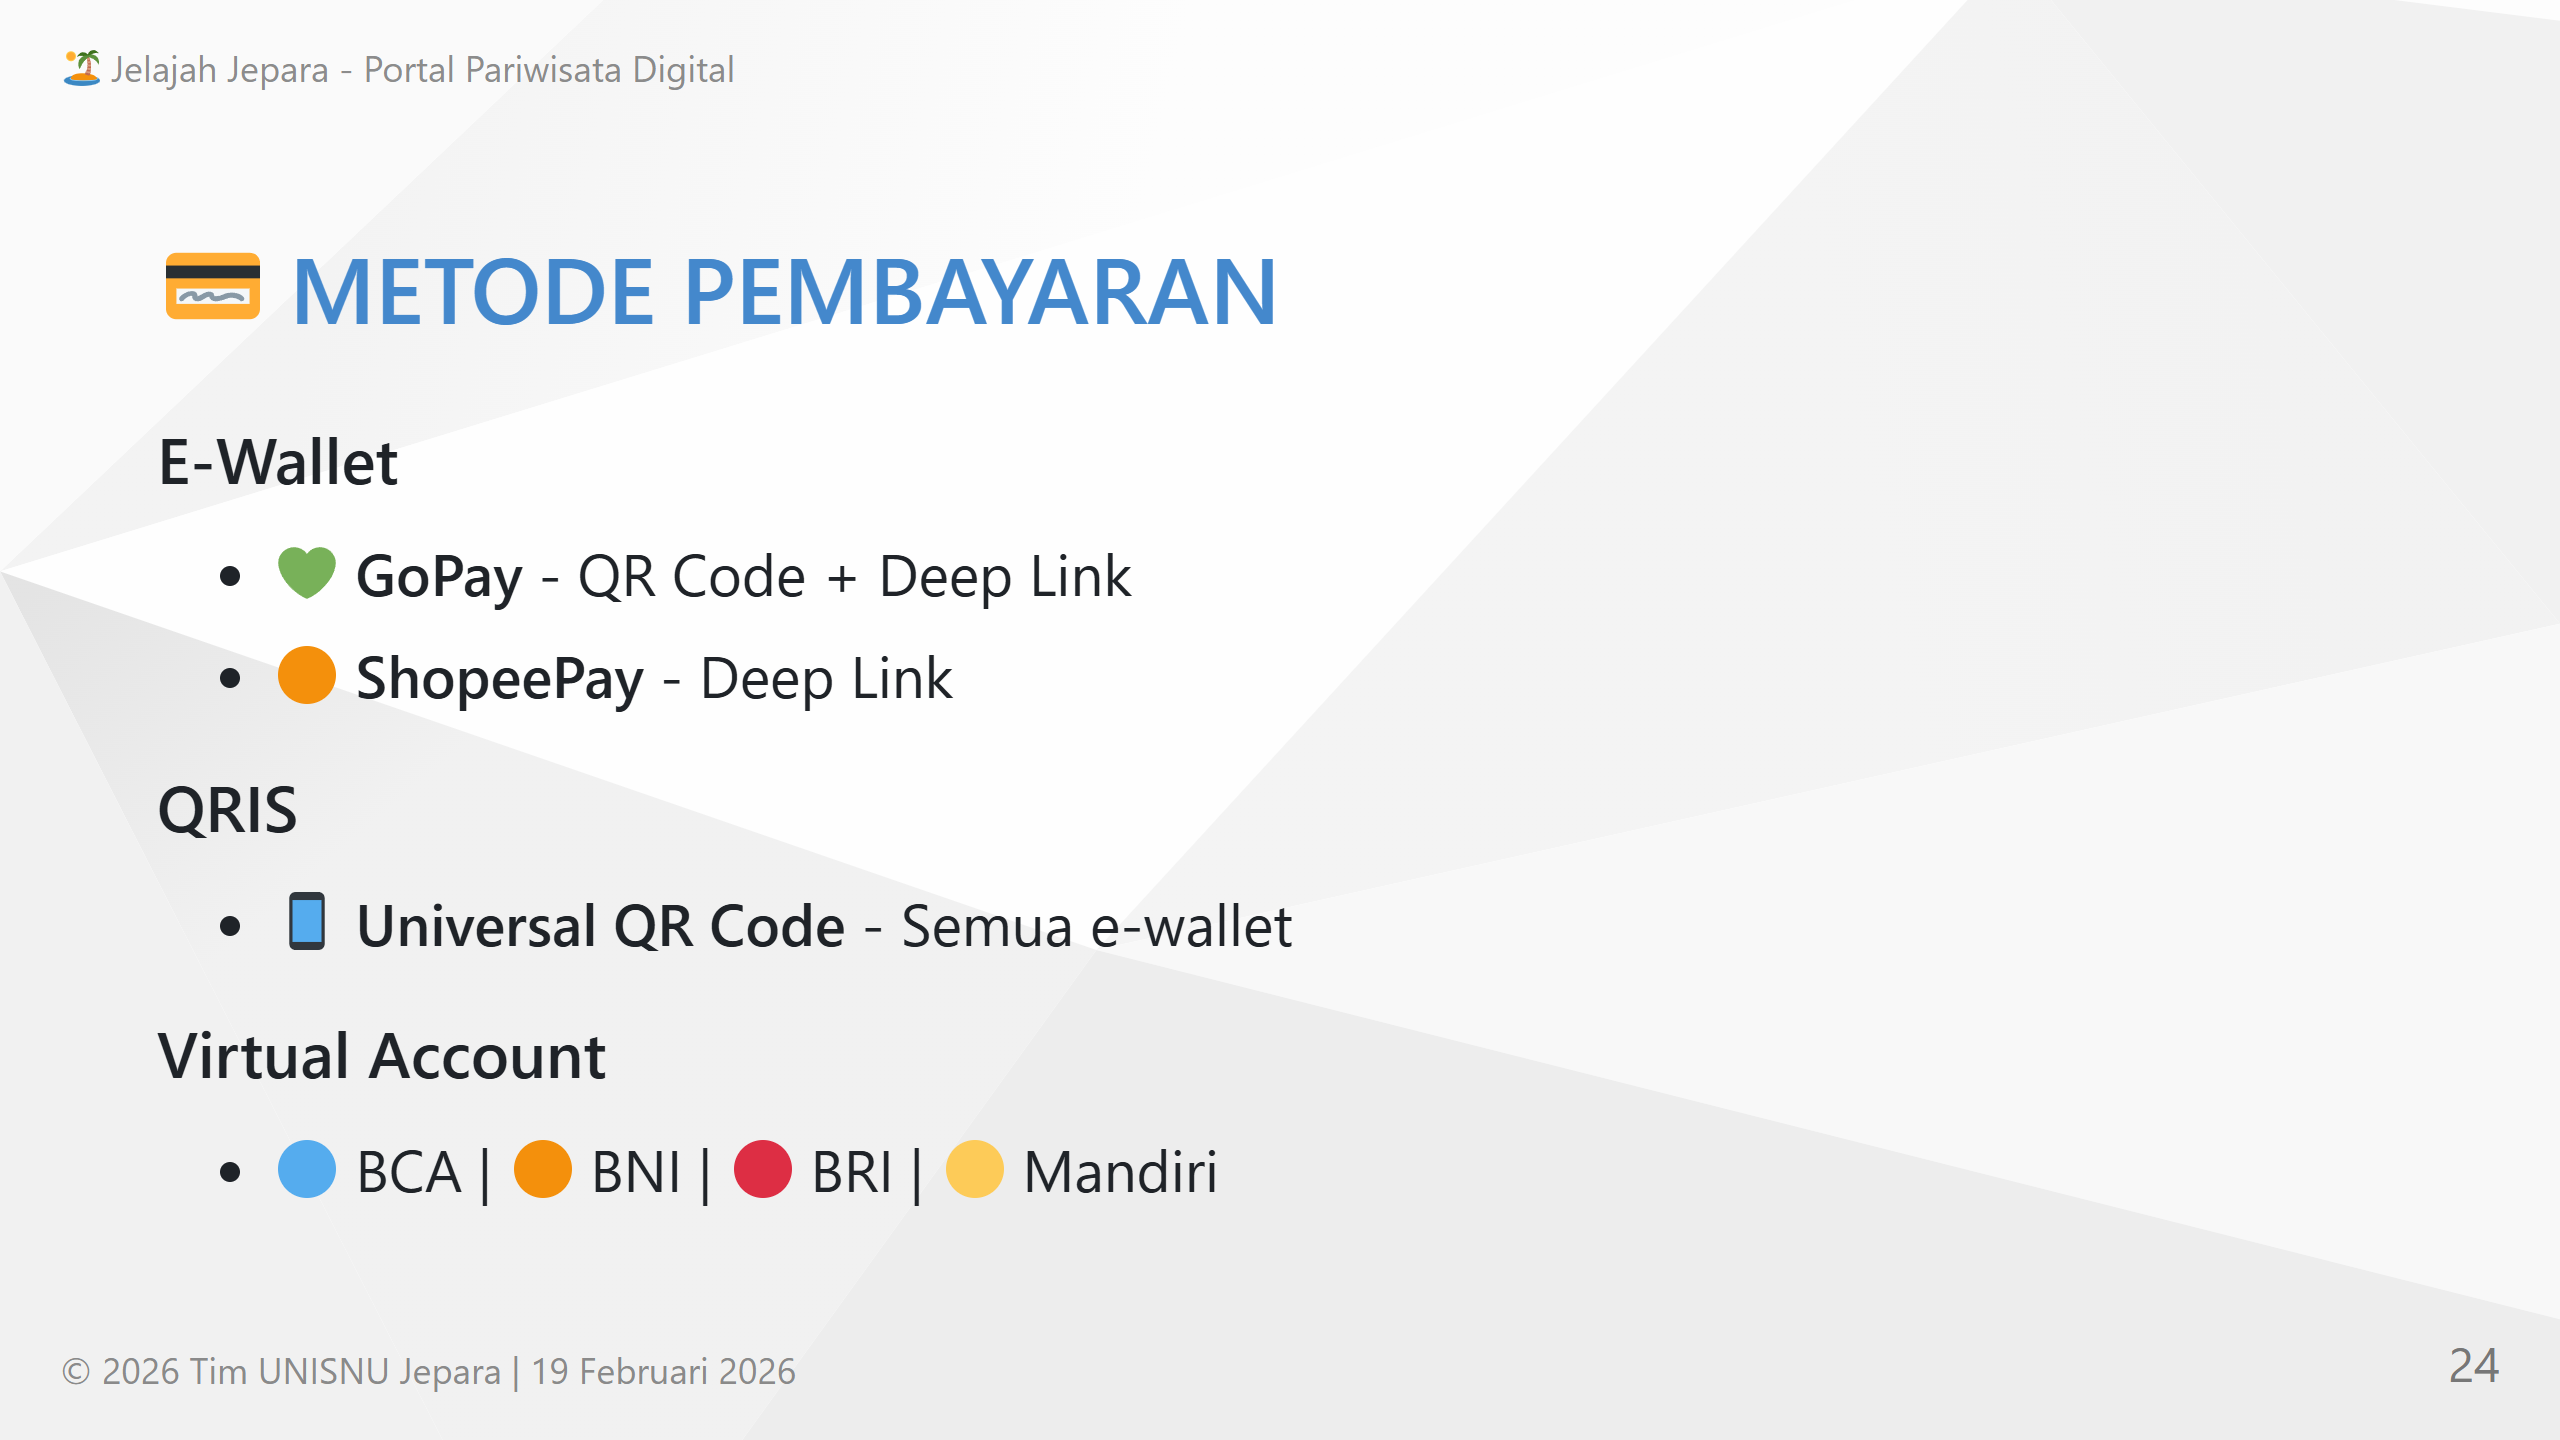 Jelajah Jepara - Portal Pariwisata Digital
METODE PEMBAYARAN
E-Wallet
• GoPay - QR Code + Deep Link
• ShopeePay - Deep Link
QRIS
• Universal QR Code - Semua e-wallet
Virtual Account
• BCA | BNI | BRI | Mandiri
© 2026 Tim UNISNU Jepara | 19 Februari 2026
24